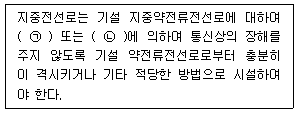 지중전선로는 기설 지중약전류전선로에 대하여
( ㉠ ) 또는 ( ㉡ )에 의하여 통신상의 장해를
주지 않도록 기설 약전류전선로로부터 충분히
이 격시키거나 기타 적당한 방법으로 시설하여
야 한다.